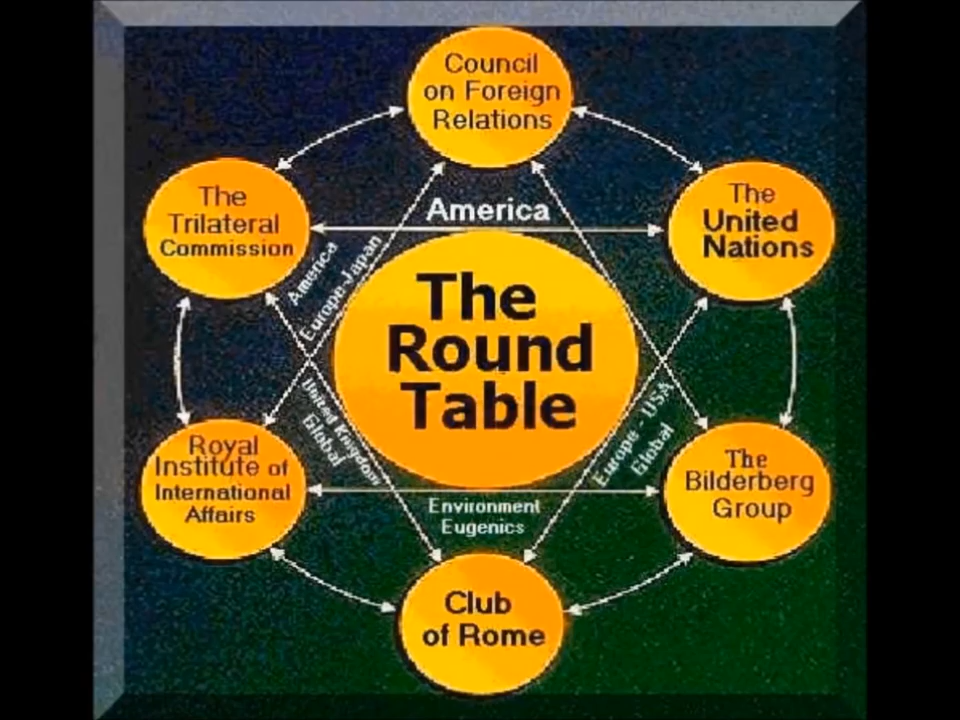 Council
on Foreign
Relations
The
Trilateral
Commission
America
The
United
Nations
America
Europe-Japan
The
Round
Table
United Kingdom
Global
Europe - USA
Global
Royal
Institute of
International
Affairs
The
Bilderberg
Group
Environment
Eugenics
Club
of Rome